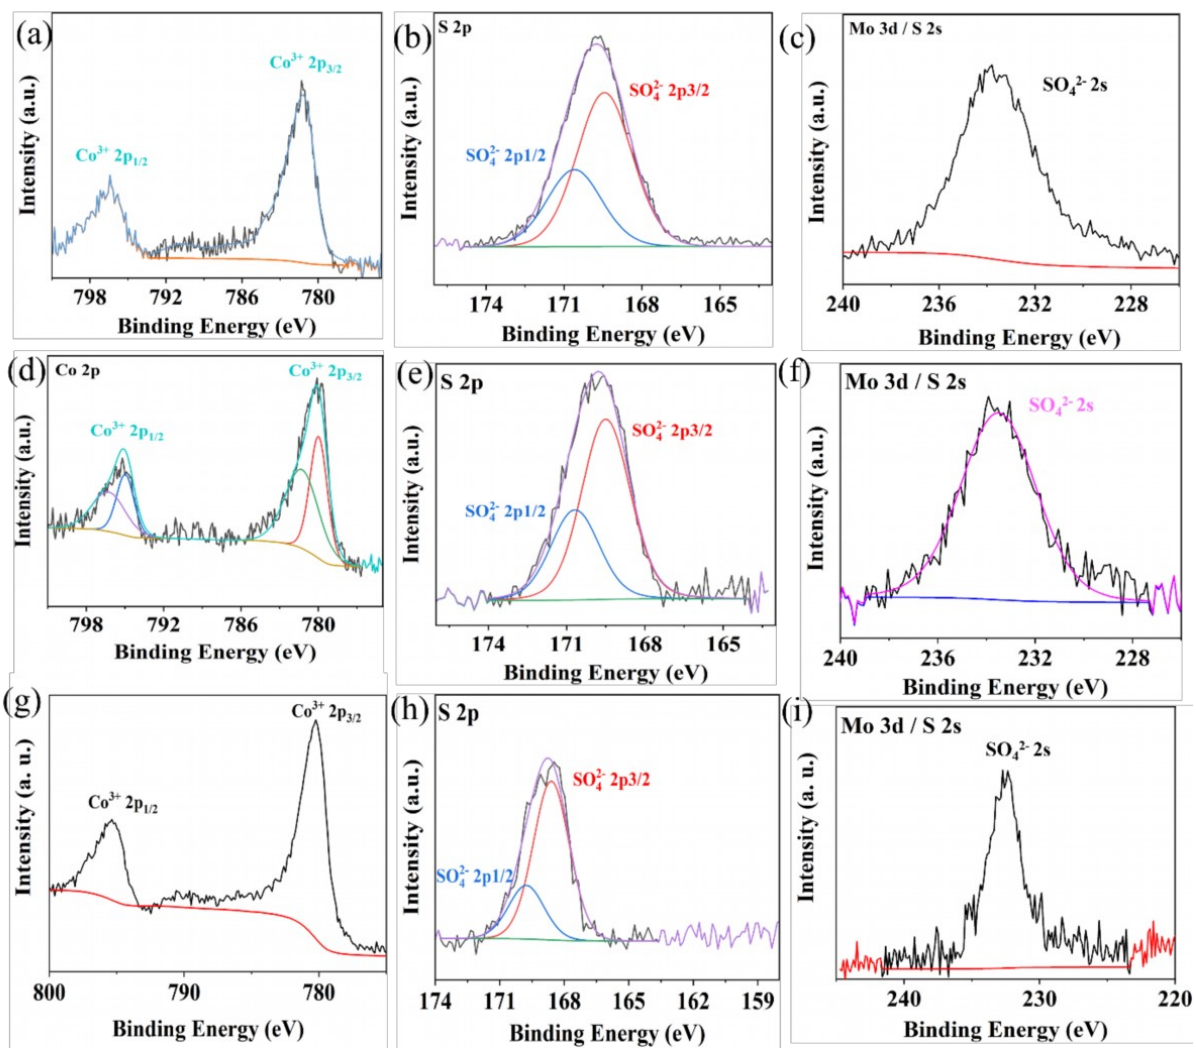 (a)
Co³⁺ 2p₃/₂
Co³⁺ 2p₁/₂
Intensity (a.u.)
798 792 786 780
Binding Energy (eV)
(b)
S 2p
SO₄²⁻ 2p3/2
SO₄²⁻ 2p1/2
Intensity (a.u.)
174 171 168 165
Binding Energy (eV)
(c)
Mo 3d / S 2s
SO₄²⁻ 2s
Intensity (a.u.)
240 236 232 228
Binding Energy (eV)
(d)
Co 2p
Co³⁺ 2p₃/₂
Co³⁺ 2p₁/₂
Intensity (a.u.)
798 792 786 780
Binding Energy (eV)
(e)
S 2p
SO₄²⁻ 2p3/2
SO₄²⁻ 2p1/2
Intensity (a.u.)
174 171 168 165
Binding Energy (eV)
(f)
Mo 3d / S 2s
SO₄²⁻ 2s
Intensity (a.u.)
240 236 232 228
Binding Energy (eV)
(g)
Co³⁺ 2p₃/₂
Co³⁺ 2p₁/₂
Intensity (a. u.)
800 790 780
Binding Energy (eV)
(h)
S 2p
SO₄²⁻ 2p3/2
SO₄²⁻ 2p1/2
Intensity (a.u.)
174 171 168 165 162 159
Binding Energy (eV)
(i)
Mo 3d / S 2s
SO₄²⁻ 2s
Intensity (a. u.)
240 230 220
Binding Energy (eV)